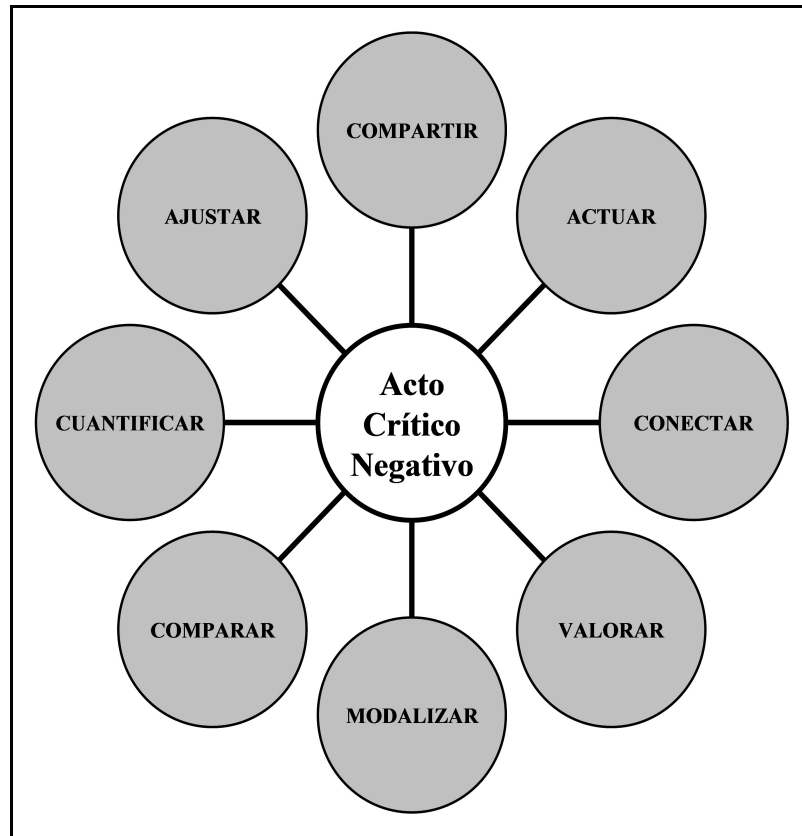 COMPARTIR
AJUSTAR
ACTUAR
CUANTIFICAR
Acto
Crítico
Negativo
CONECTAR
COMPARAR
VALORAR
MODALIZAR